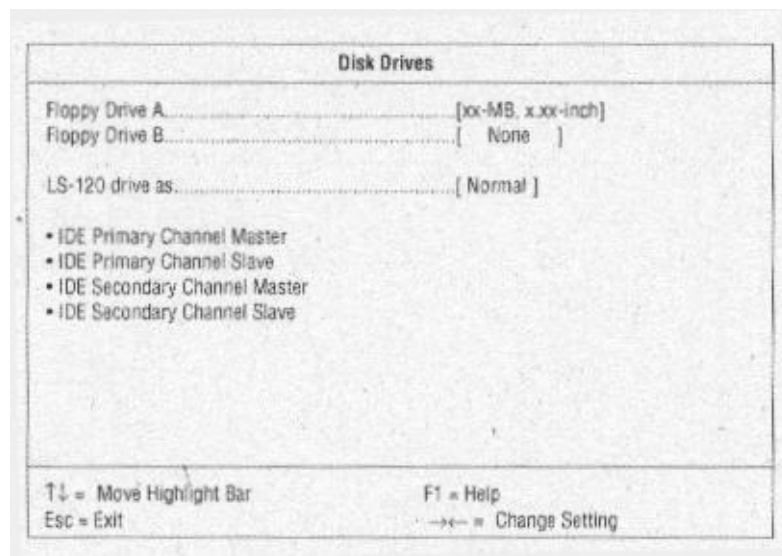 Disk Drives
Floppy Drive A..............................................[xx-MB, x.xx-inch]
Floppy Drive B..............................................[ None ]
LS-120 drive as............................................[ Normal ]
• IDE Primary Channel Master
• IDE Primary Channel Slave
• IDE Secondary Channel Master
• IDE Secondary Channel Slave
↑↓ = Move Highlight Bar F1 = Help
Esc = Exit →← = Change Setting